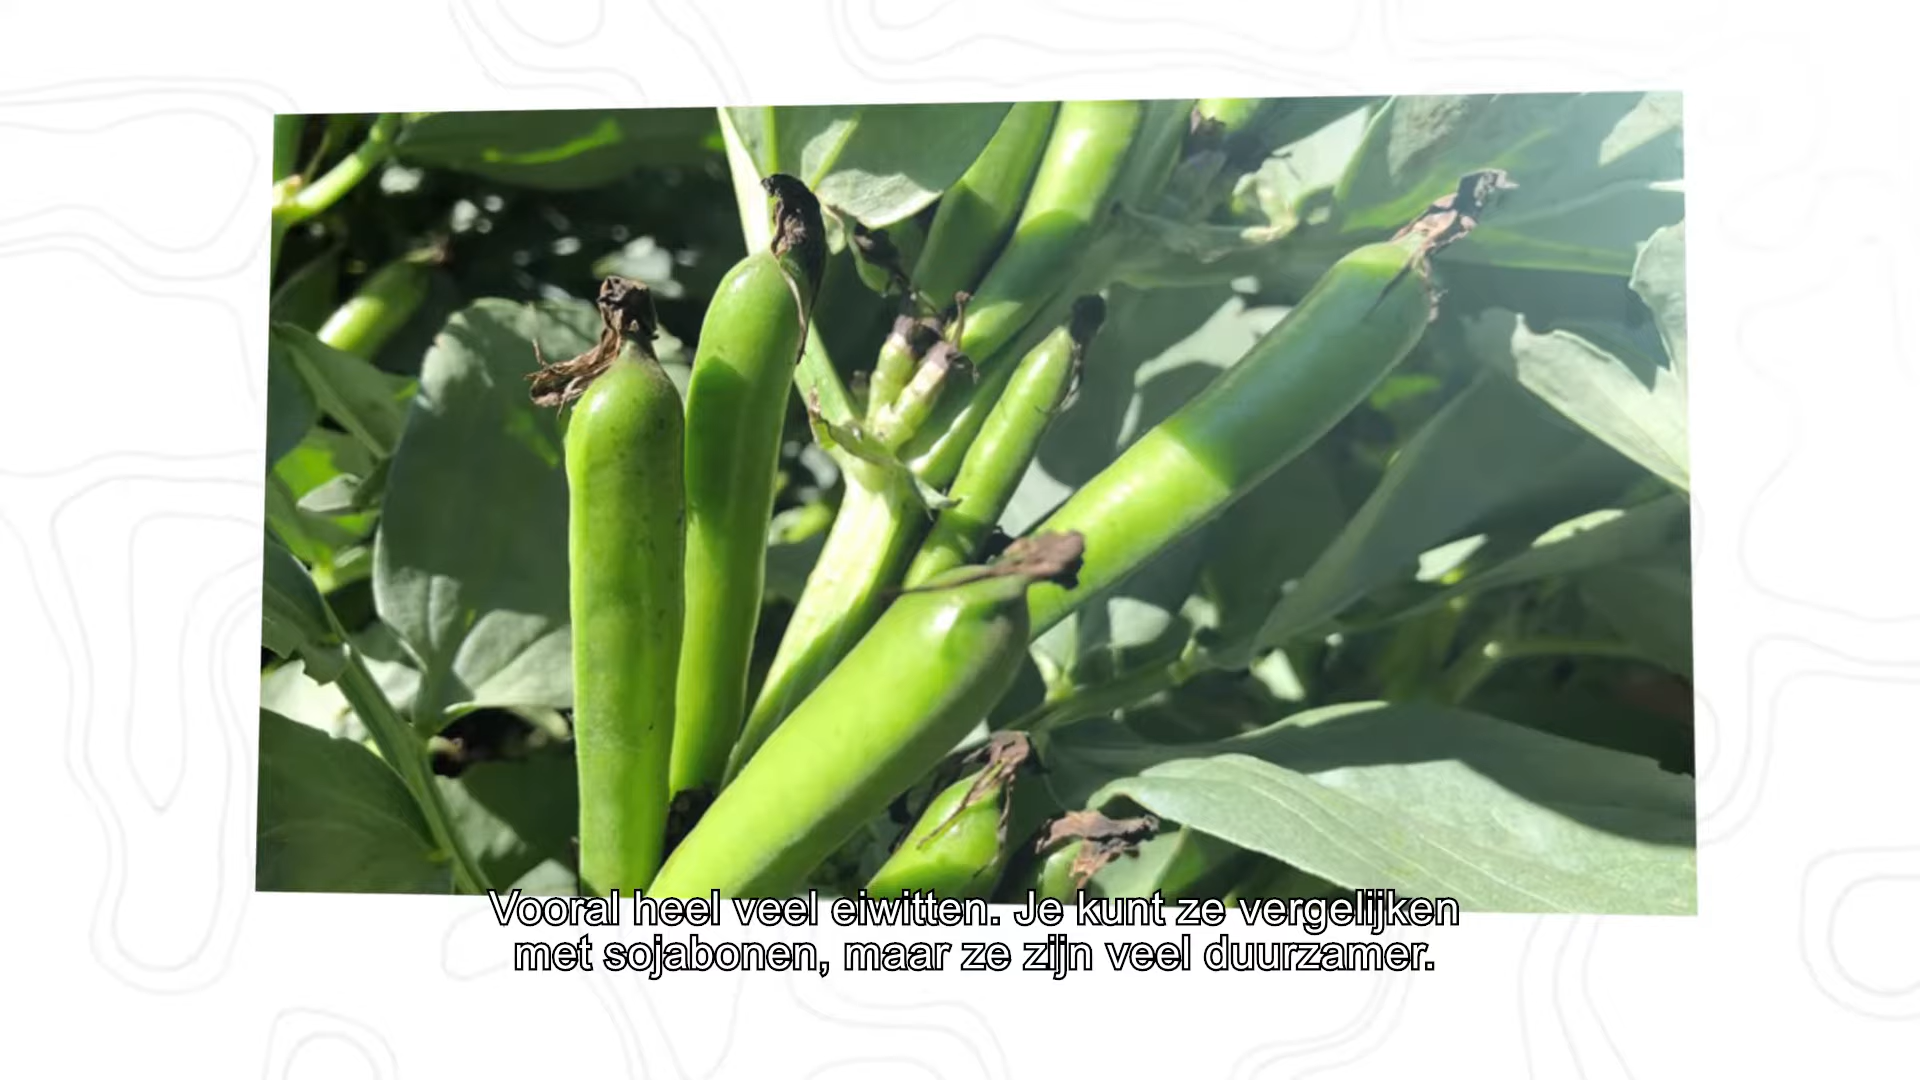 Vooral heel veel eiwitten. Je kunt ze vergelijken
met sojabonen, maar ze zijn veel duurzamer.